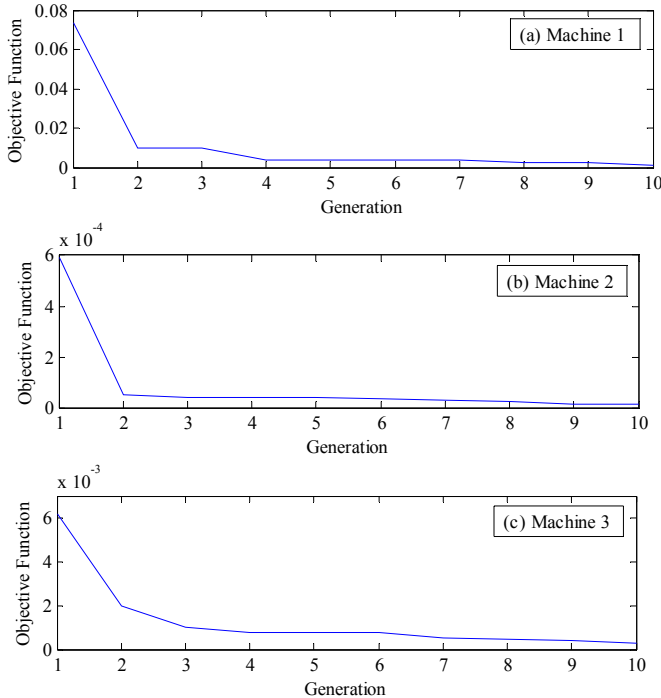 0.08
0.06
0.04
0.02
0
Objective Function
(a) Machine 1
1 2 3 4 5 6 7 8 9 10
Generation
x 10-4
6
4
2
0
Objective Function
(b) Machine 2
1 2 3 4 5 6 7 8 9 10
Generation
x 10-3
6
4
2
0
Objective Function
(c) Machine 3
1 2 3 4 5 6 7 8 9 10
Generation